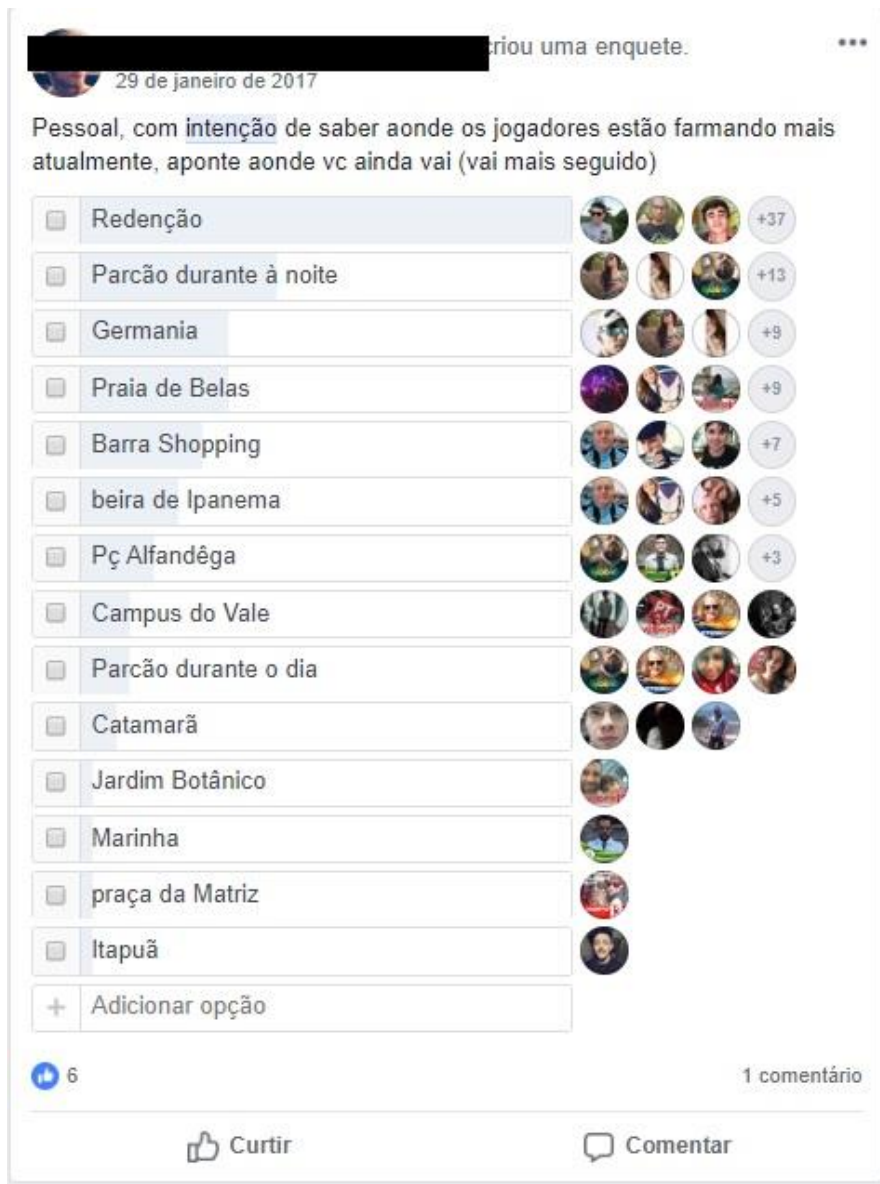 criou uma enquete.
29 de janeiro de 2017
Pessoal, com intenção de saber aonde os jogadores estão farmando mais
atualmente, aponte aonde vc ainda vai (vai mais seguido)
Redenção +37
Parcão durante à noite +13
Germania +9
Praia de Belas +9
Barra Shopping +7
beira de Ipanema +5
Pç Alfandêga +3
Campus do Vale
Parcão durante o dia
Catamarã
Jardim Botânico
Marinha
praça da Matriz
Itapuã
+ Adicionar opção
6 1 comentário
Curtir Comentar